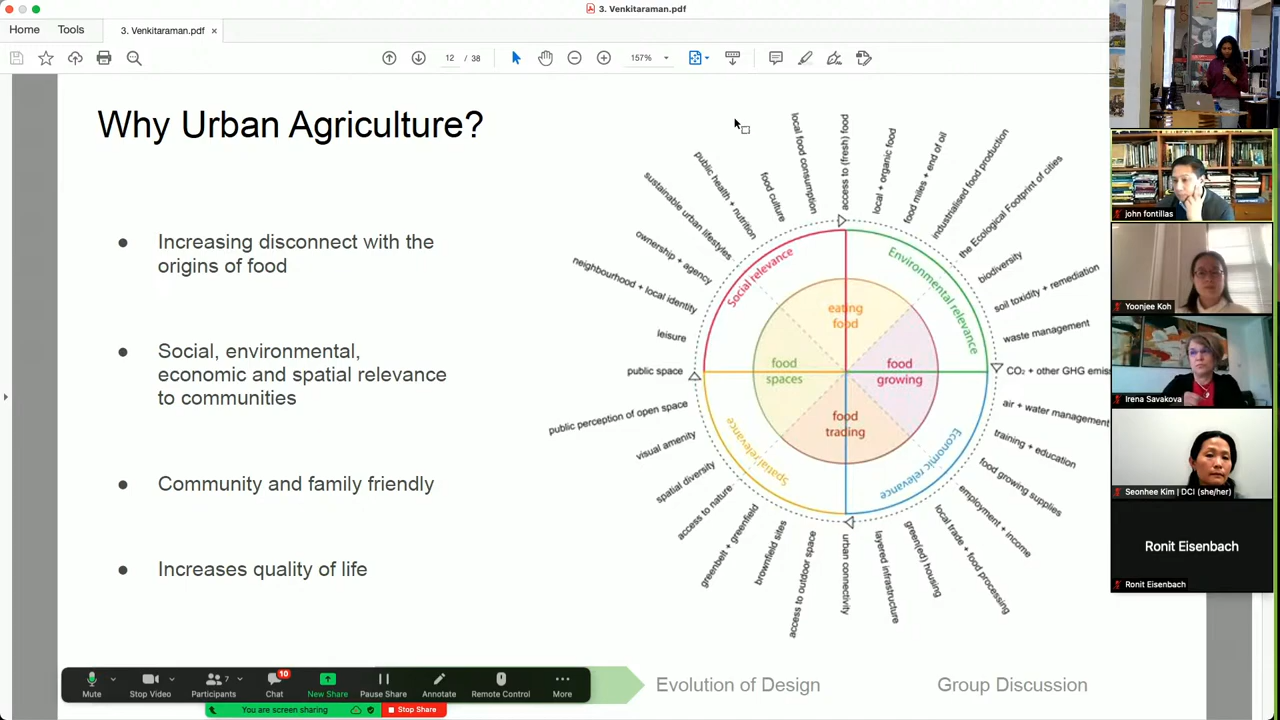 3. Venkitaraman.pdf
Home
Tools
3. Venkitaraman.pdf
12 / 38
157%
Why Urban Agriculture?
Increasing disconnect with the
origins of food
Social, environmental,
economic and spatial relevance
to communities
Community and family friendly
Increases quality of life
Social relevance
Environmental relevance
Economic relevance
Spatial relevance
eating
food
food
growing
food
trading
food
spaces
access to (fresh) food
local + organic food
food miles + end of oil
industrialised food production
the Ecological Footprint of cities
biodiversity
soil toxidity + remediation
waste management
CO₂ + other GHG emiss
air + water management
training + education
food growing supplies
employment + income
local trade + food processing
green(ed) housing
layered infrastructure
urban connectivity
access to outdoor space
brownfield sites
greenbelt + greenfield
access to nature
spatial diversity
visual amenity
public perception of open space
public space
leisure
neighbourhood + local identity
ownership + agency
sustainable urban lifestyles
public health + nutrition
food culture
local food consumption
Evolution of Design
Group Discussion
Mute
Stop Video
7
Participants
10
Chat
New Share
Pause Share
Annotate
Remote Control
More
You are screen sharing
Stop Share
john fontillas
Yoonjee Koh
Irena Savakova
Seonhee Kim | DCI (she/her)
Ronit Eisenbach
Ronit Eisenbach